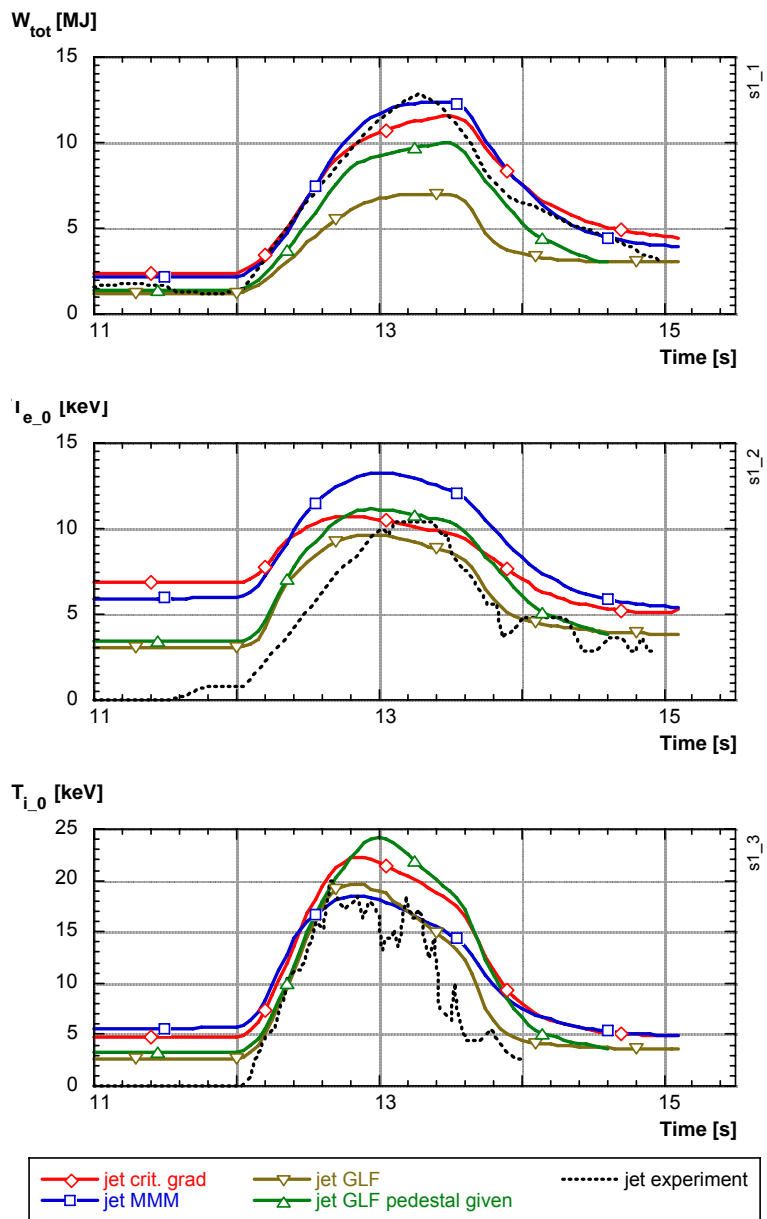 W_tot [MJ]
15
10
5
0
11
13
15
Time [s]
s1_1
T_e_0 [keV]
15
10
5
0
11
13
15
Time [s]
s1_2
T_i_0 [keV]
25
20
15
10
5
0
11
13
15
Time [s]
s1_3
jet crit. grad
jet GLF
jet experiment
jet MMM
jet GLF pedestal given